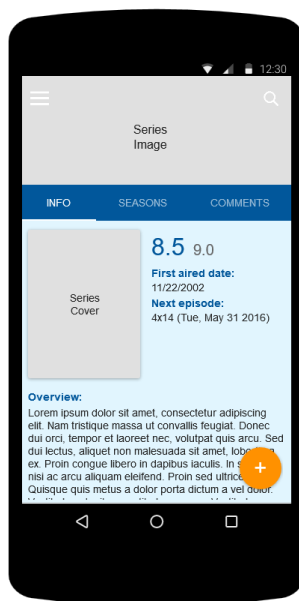 12:30
Series
Image
INFO SEASONS COMMENTS
8.5 9.0
First aired date:
11/22/2002
Next episode:
4x14 (Tue, May 31 2016)
Series
Cover
Overview:
Lorem ipsum dolor sit amet, consectetur adipiscing
elit. Nam tristique massa ut convallis feugiat. Donec
dui orci, tempor et laoreet nec, volutpat quis arcu. Sed
dui lectus, aliquet non malesuada sit amet,
ex. Proin congue libero in dapibus iaculis. In
nisi ac arcu aliquam eleifend. Proin sed
Quisque quis metus a dolor porta dictum a vel dolor.